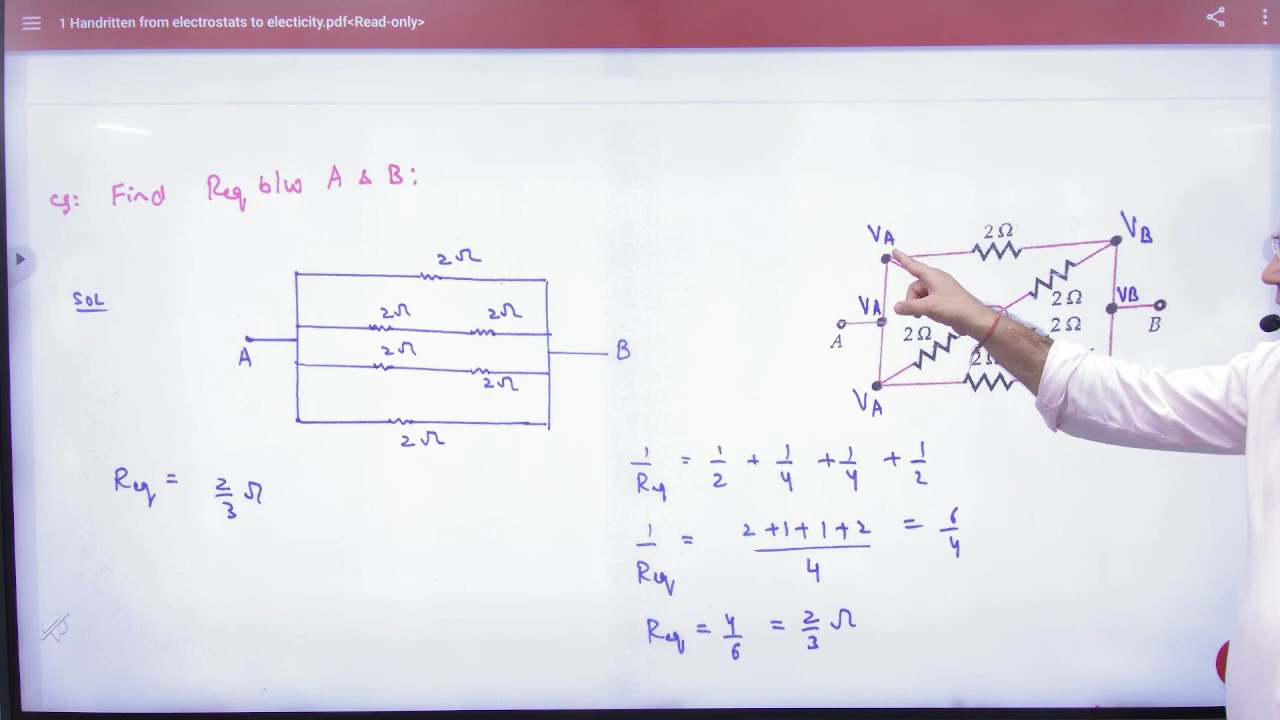 1 Handritten from electrostats to electicity.pdf<Read-only>
eg: Find Req b/w A & B:
SOL
2Ω
2Ω 2Ω
2Ω
2Ω
2Ω
A
B
Req = 2/3 Ω
VA
2Ω
VB
VA
2Ω
VB
A
2Ω
2Ω
B
2Ω
VA
1/Req = 1/2 + 1/4 + 1/4 + 1/2
1/Req = 2+1+1+2/4 = 6/4
Req = 4/6 = 2/3 Ω